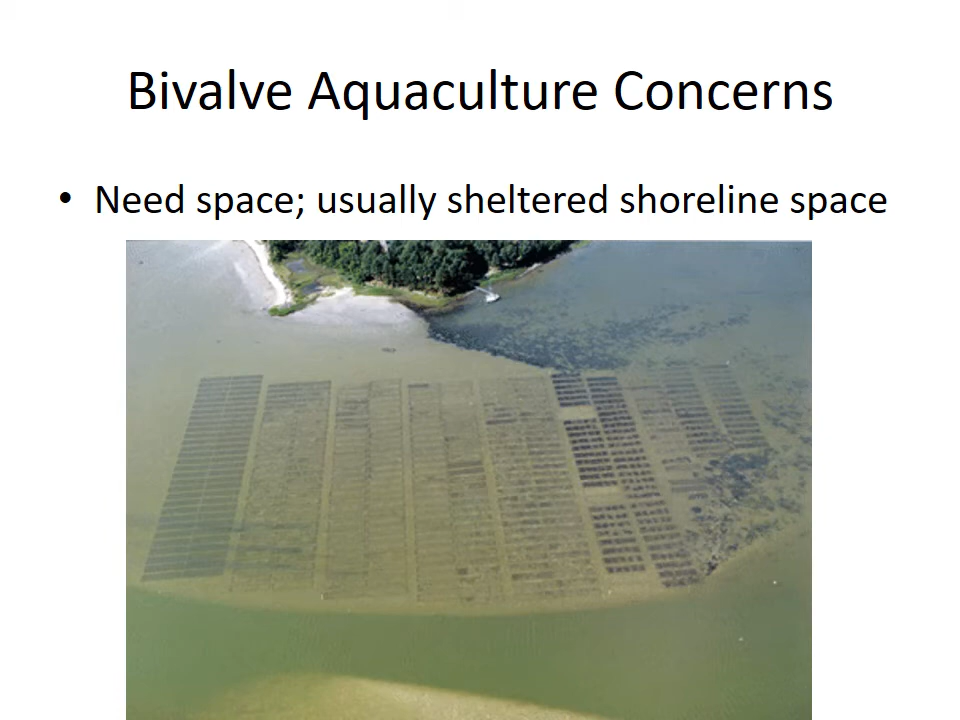 Bivalve Aquaculture Concerns
• Need space; usually sheltered shoreline space